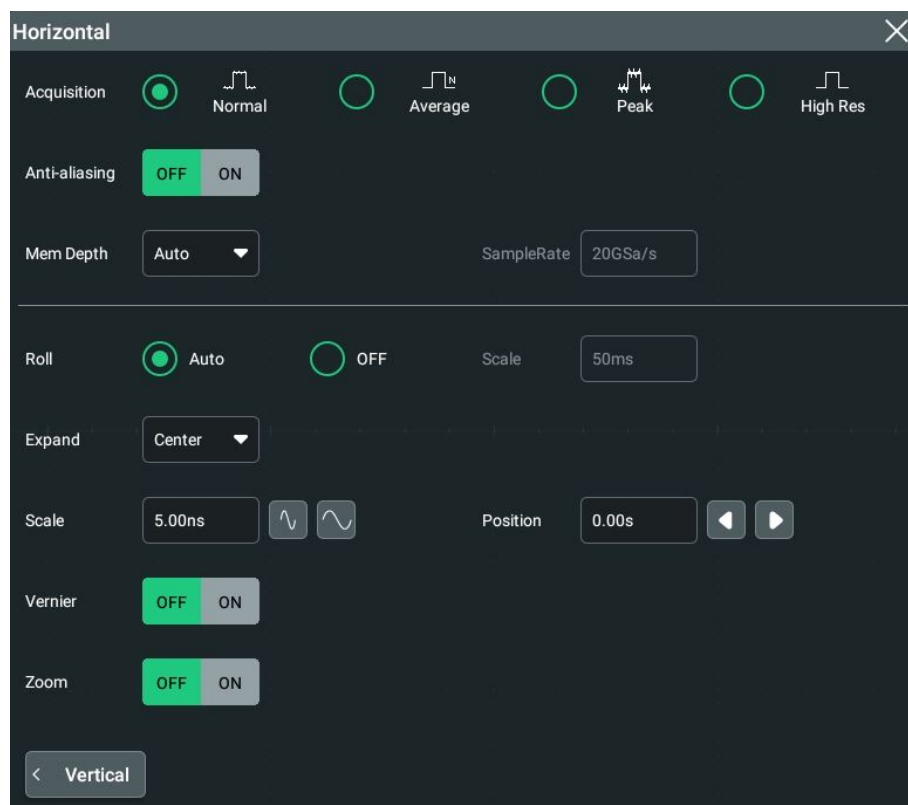 Horizontal
Acquisition Normal Average Peak High Res
N
Anti-aliasing OFF ON
Mem Depth Auto SampleRate 20GSa/s
Roll Auto OFF Scale 50ms
Expand Center
Scale 5.00ns Position 0.00s
Vernier OFF ON
Zoom OFF ON
< Vertical